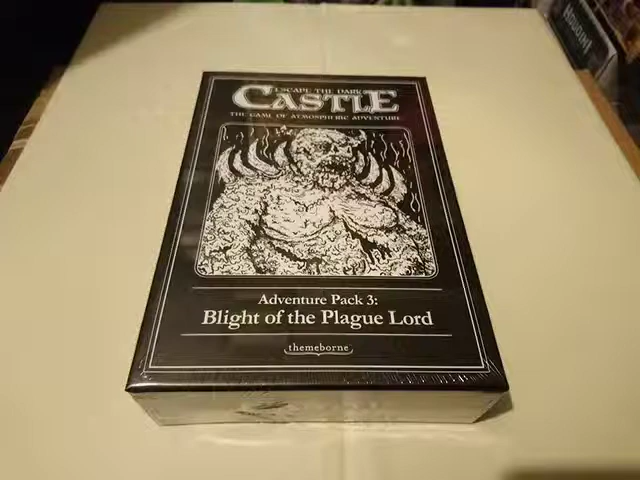 ESCAPE THE DARK
CASTLE
THE GAME OF ATMOSPHERIC ADVENTURE
Adventure Pack 3:
Blight of the Plague Lord
themeborne